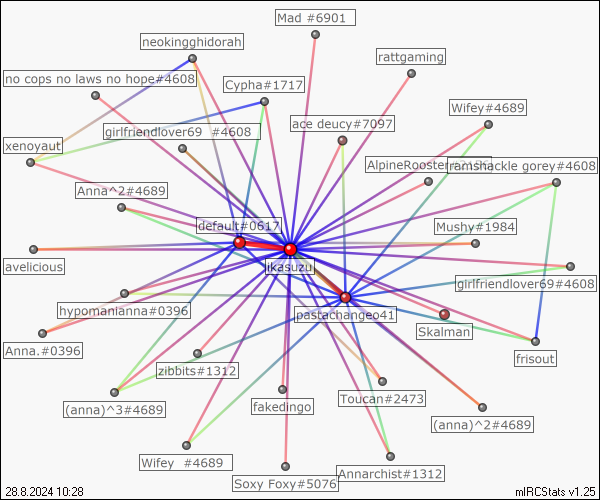 Mad #6901
neokingghidorah
rattgaming
no cops no laws no hope#4608
Cypha#1717
Wifey#4689
ace deucy#7097
girlfriendlover69 #4608
xenoyaut
ramshackle gorey#4608
Anna^2#4689
default#0617
Mushy#1984
jikasuzu
avelicious
girlfriendlover69#4608
hypomanianna#0396
pastachangeo41
Skalman
Anna.#0396
frisout
zibbits#1312
Toucan#2473
(anna)^3#4689
fakedingo
(anna)^2#4689
Wifey #4689
Annarchist#1312
Soxy Foxy#5076
28.8.2024 10:28
mIRCStats v1.25